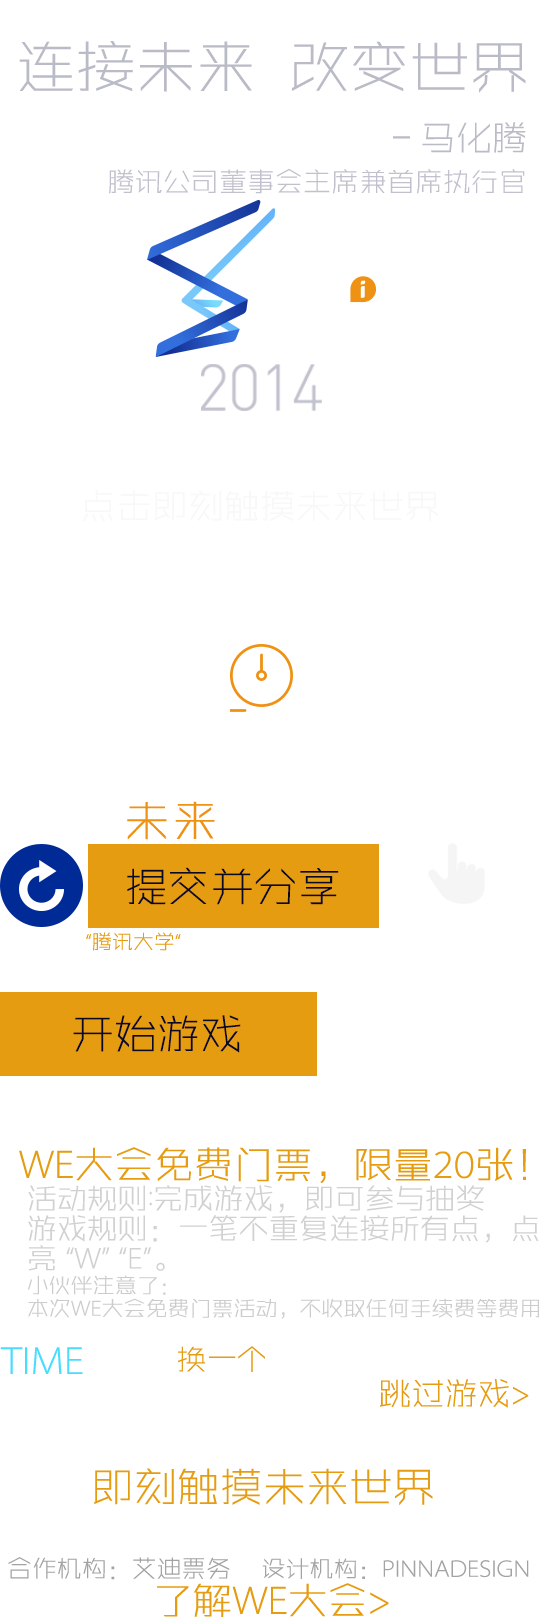 连接未来 改变世界
- 马化腾
腾讯公司董事会主席兼首席执行官
i
2014
点击即刻触摸未来世界
未来
提交并分享
“腾讯大学”
开始游戏
WE大会免费门票，限量20张！
活动规则:完成游戏，即可参与抽奖
游戏规则：一笔不重复连接所有点，点
亮 “W” “E”。
小伙伴注意了：
本次WE大会免费门票活动，不收取任何手续费等费用
TIME 换一个
跳过游戏>
即刻触摸未来世界
合作机构：艾迪票务 设计机构：PINNADESIGN
了解WE大会>